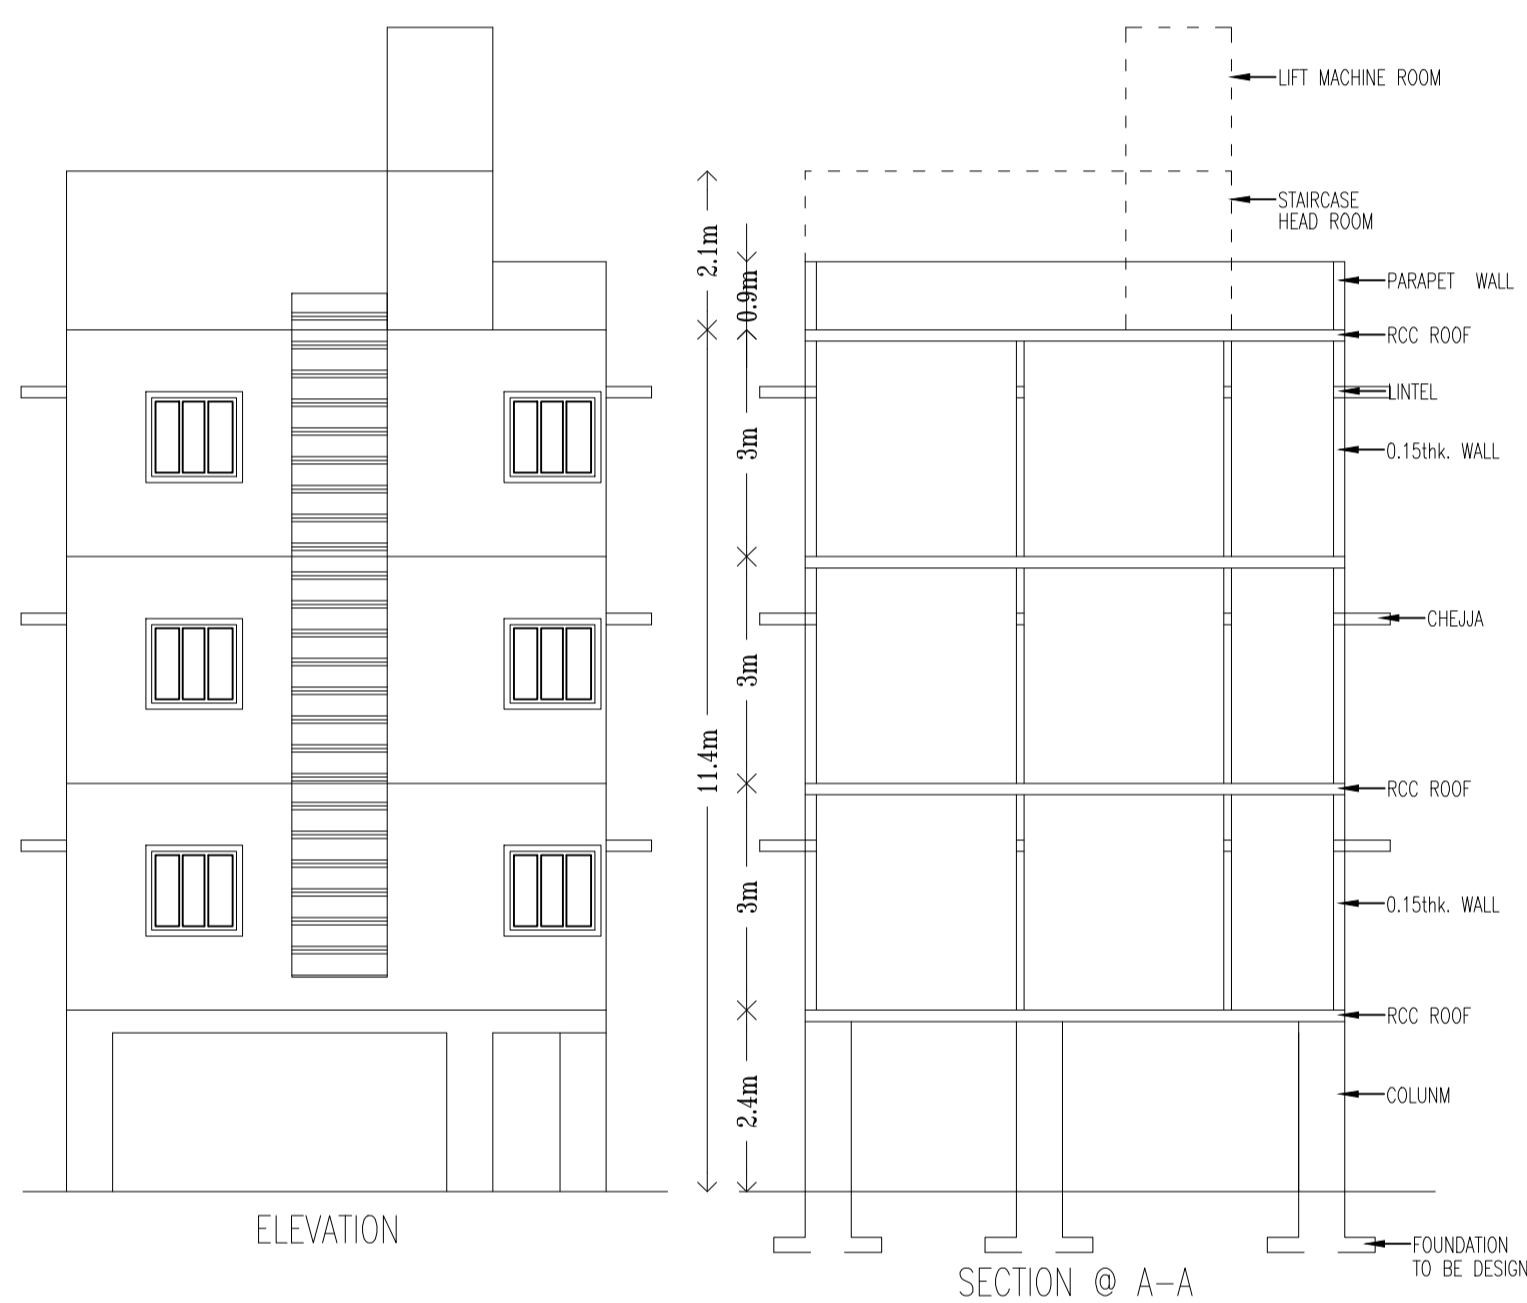 LIFT MACHINE ROOM
STAIRCASE
HEAD ROOM
2.1m
0.9m
PARAPET WALL
RCC ROOF
LINTEL
3m
0.15thk. WALL
CHEJJA
3m
11.4m
RCC ROOF
3m
0.15thk. WALL
RCC ROOF
2.4m
COLUNM
ELEVATION
FOUNDATION
TO BE DESIGN
SECTION @ A-A